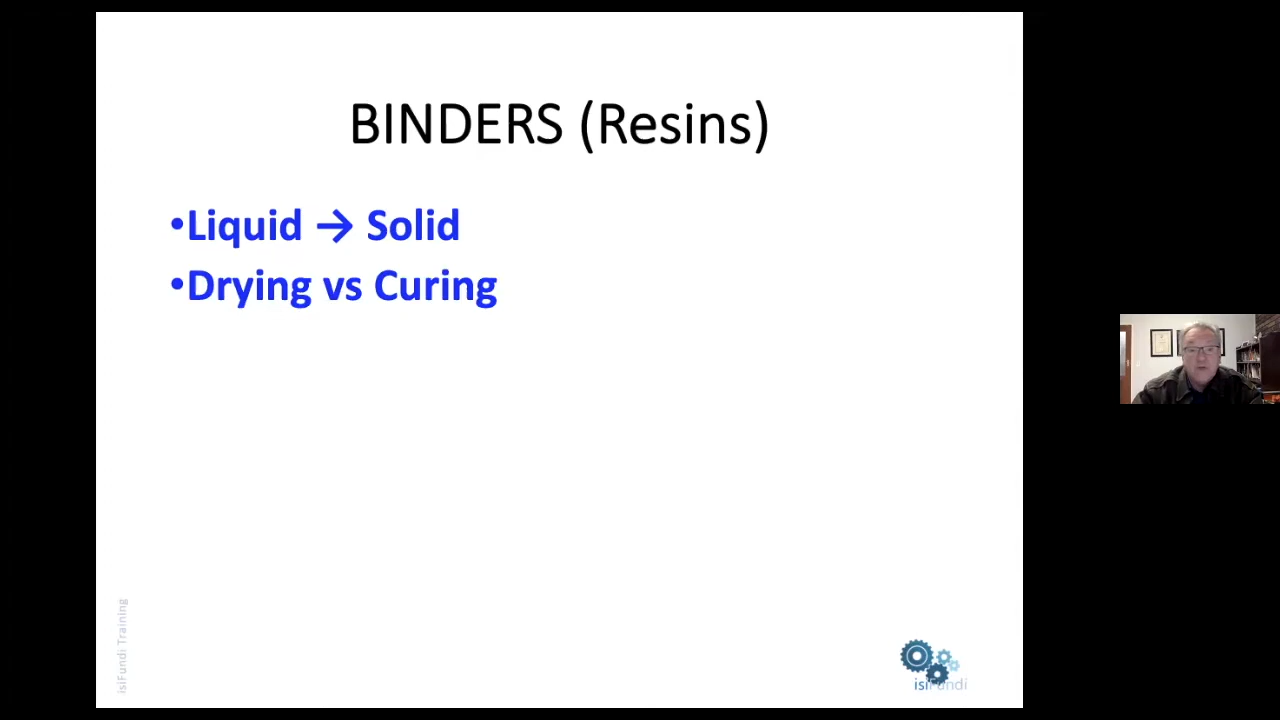 BINDERS (Resins)
•Liquid → Solid
•Drying vs Curing
isiFundi Training
isiFundi